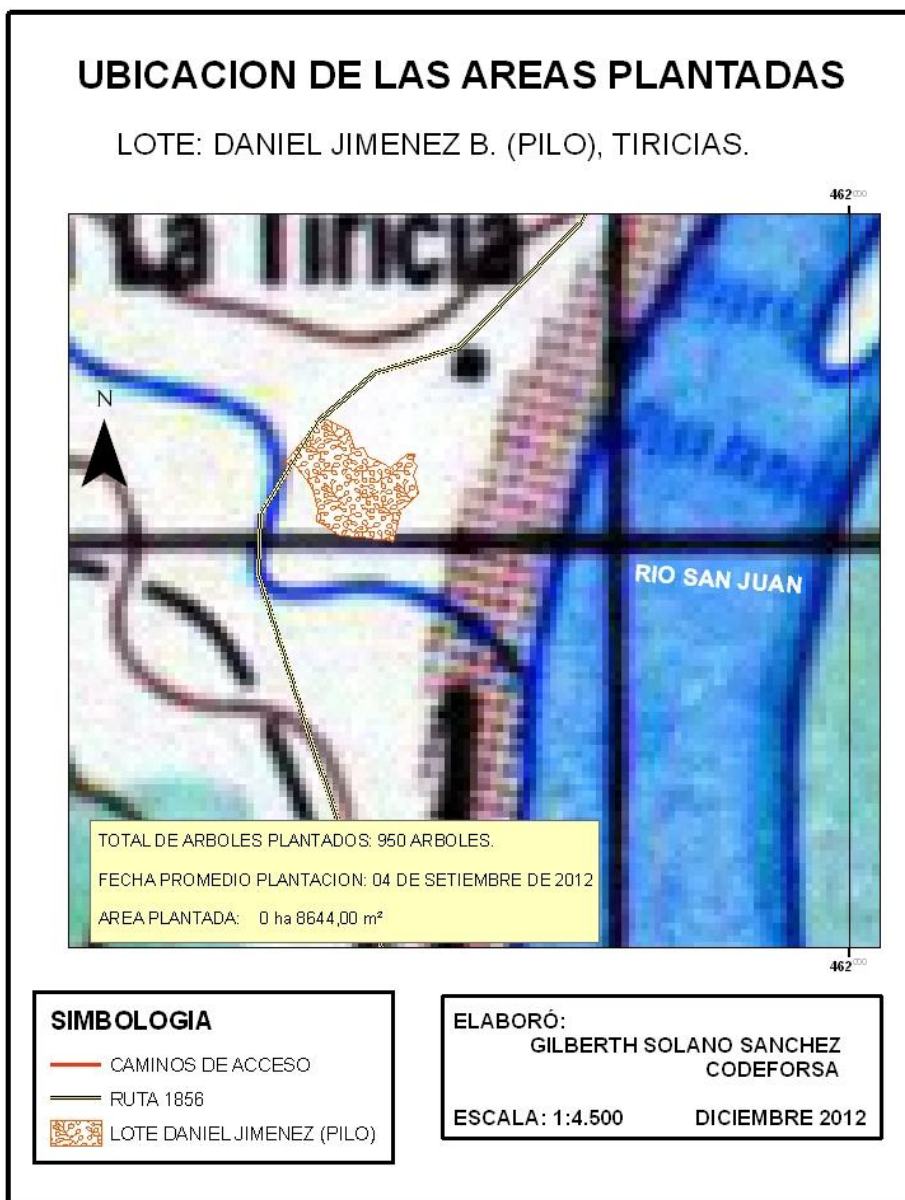 UBICACION DE LAS AREAS PLANTADAS
LOTE: DANIEL JIMENEZ B. (PILO), TIRICIAS.
462000
La Tiricia
N
RIO SAN JUAN
TOTAL DE ARBOLES PLANTADOS: 950 ARBOLES.
FECHA PROMEDIO PLANTACION: 04 DE SETIEMBRE DE 2012
AREA PLANTADA: 0 ha 8644,00 m²
462000
SIMBOLOGIA
CAMINOS DE ACCESO
RUTA 1856
LOTE DANIEL JIMENEZ (PILO)
ELABORÓ:
GILBERTH SOLANO SANCHEZ
CODEFORSA
ESCALA: 1:4.500 DICIEMBRE 2012